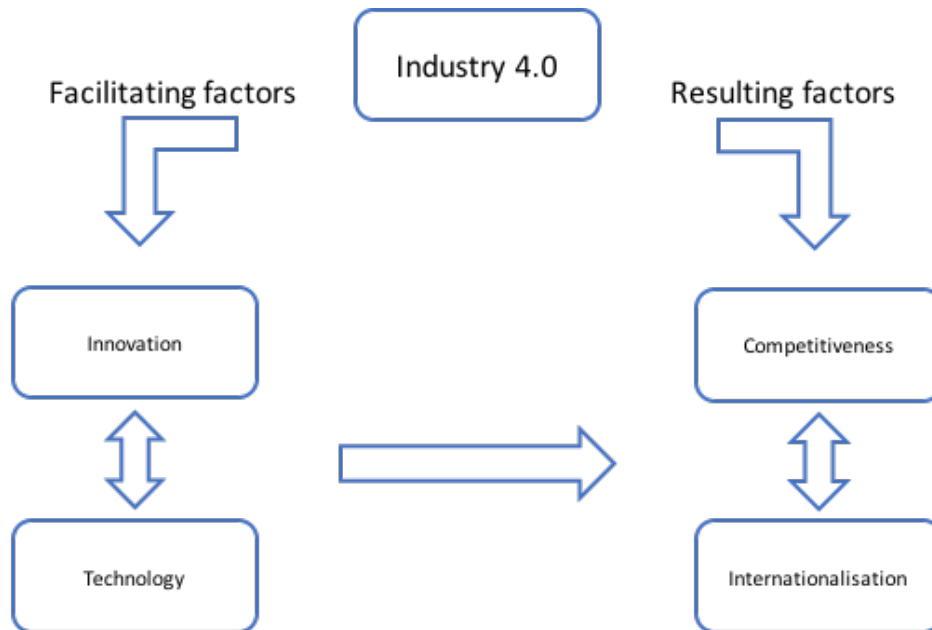 Industry 4.0
Facilitating factors
Resulting factors
Innovation
Competitiveness
Technology
Internationalisation